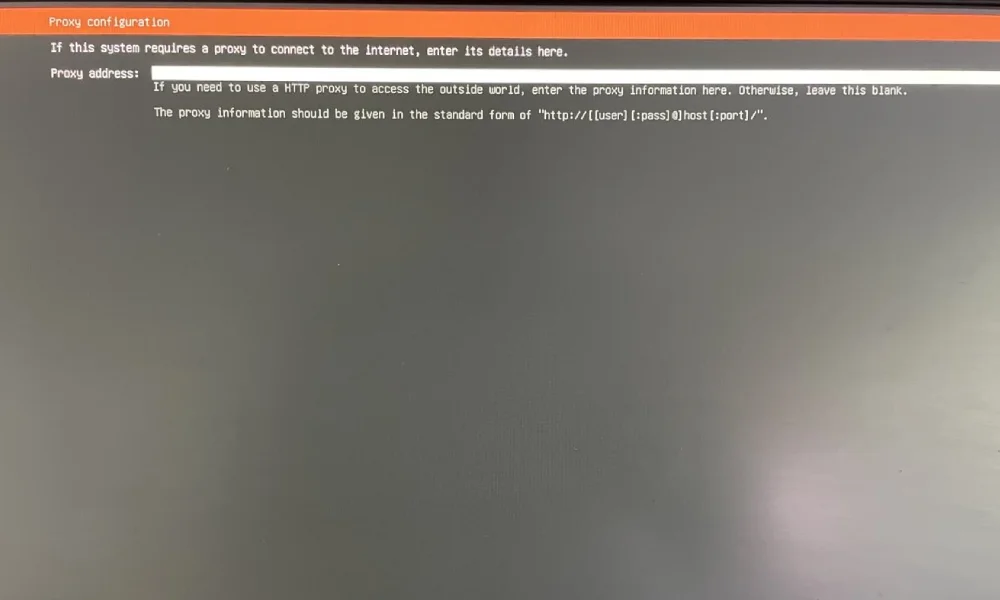 Proxy configuration
If this system requires a proxy to connect to the internet, enter its details here.
Proxy address:
If you need to use a HTTP proxy to access the outside world, enter the proxy information here. Otherwise, leave this blank.
The proxy information should be given in the standard form of "http://[[user][:pass]@]host[:port]/".